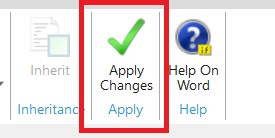 Inherit
Apply
Changes
Help On
Word
Inheritance
Apply
Help